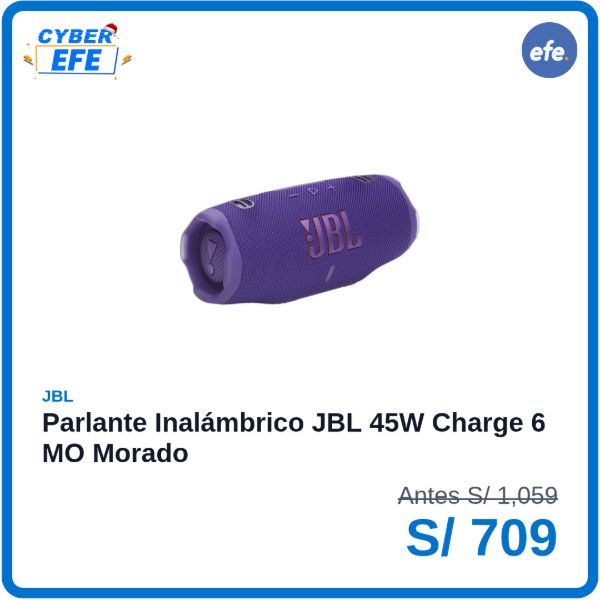 CYBER
EFE
efe.
JBL
JBL
Parlante Inalámbrico JBL 45W Charge 6
MO Morado
Antes S/ 1,059
S/ 709